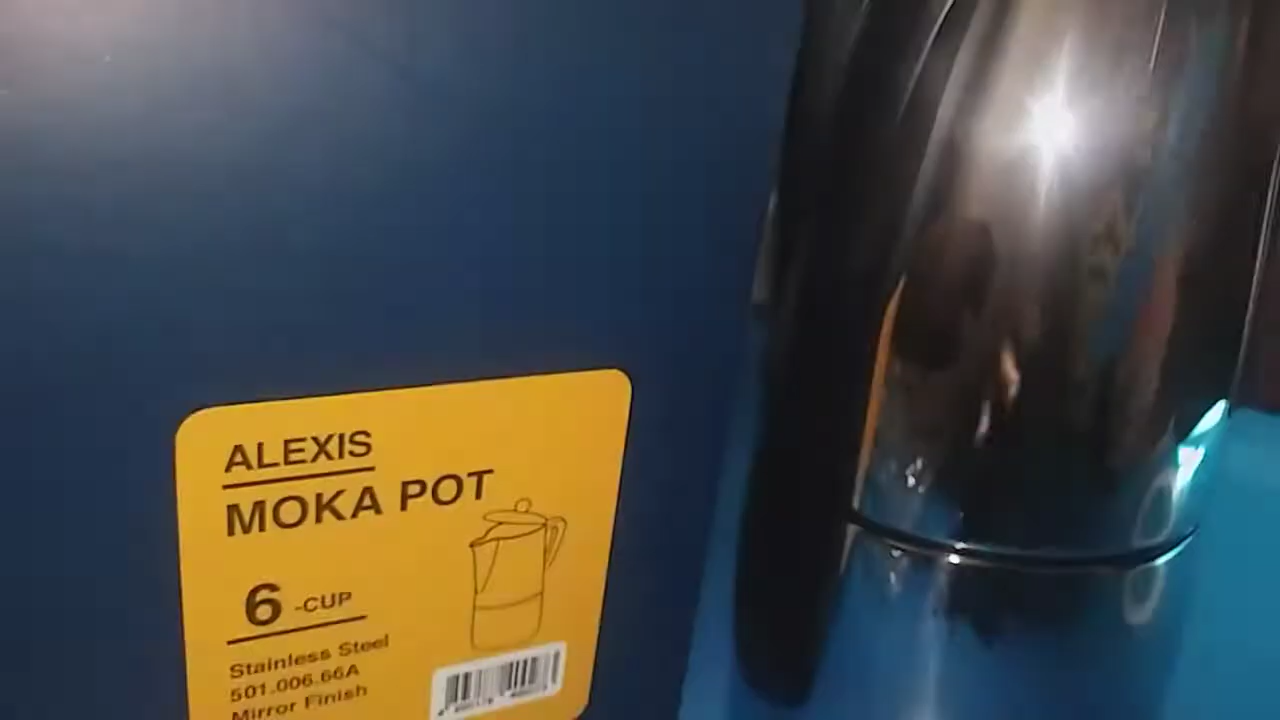 ALEXIS
MOKA POT
6 -CUP
Stainless Steel
501.006.66A
Mirror Finish